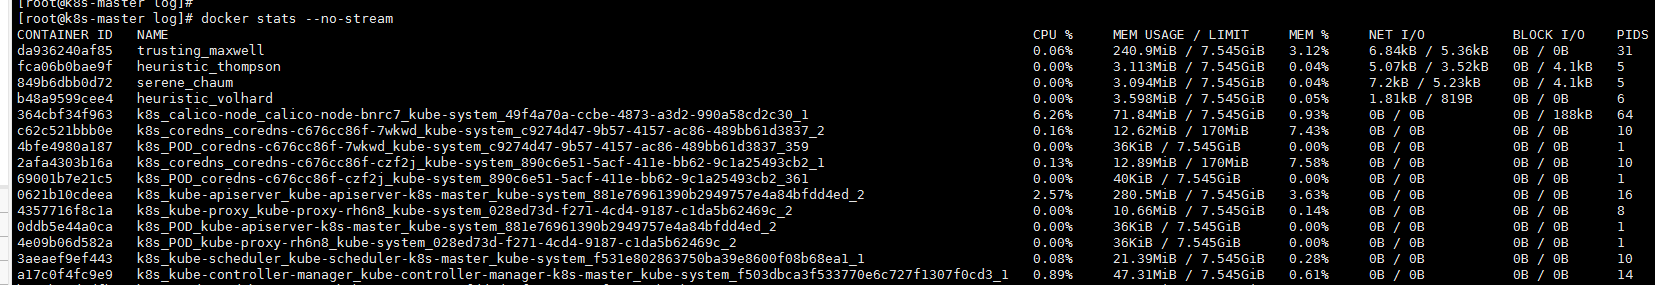 [root@k8s-master log]#
[root@k8s-master log]# docker stats --no-stream
CONTAINER ID   NAME   CPU %   MEM USAGE / LIMIT   MEM %   NET I/O   BLOCK I/O   PIDS
da936240af85   trusting_maxwell   0.06%   240.9MiB / 7.545GiB   3.12%   6.84kB / 5.36kB   0B / 0B   31
fca06b0bae9f   heuristic_thompson   0.00%   3.113MiB / 7.545GiB   0.04%   5.07kB / 3.52kB   0B / 4.1kB   5
849b6dbb0d72   serene_chaum   0.00%   3.094MiB / 7.545GiB   0.04%   7.2kB / 5.23kB   0B / 4.1kB   5
b48a9599cee4   heuristic_volhard   0.00%   3.598MiB / 7.545GiB   0.05%   1.81kB / 819B   0B / 0B   6
364cbf34f963   k8s_calico-node_calico-node-bnrc7_kube-system_49f4a70a-ccbe-4873-a3d2-990a58cd2c30_1   6.26%   71.84MiB / 7.545GiB   0.93%   0B / 0B   0B / 188kB   64
c62c521bbb0e   k8s_coredns_coredns-c676cc86f-7wkwd_kube-system_c9274d47-9b57-4157-ac86-489bb61d3837_2   0.16%   12.62MiB / 170MiB   7.43%   0B / 0B   0B / 0B   10
4bfe4980a187   k8s_POD_coredns-c676cc86f-7wkwd_kube-system_c9274d47-9b57-4157-ac86-489bb61d3837_359   0.00%   36KiB / 7.545GiB   0.00%   0B / 0B   0B / 0B   1
2afa4303b16a   k8s_coredns_coredns-c676cc86f-czf2j_kube-system_890c6e51-5acf-411e-bb62-9c1a25493cb2_1   0.13%   12.89MiB / 170MiB   7.58%   0B / 0B   0B / 0B   10
69001b7e21c5   k8s_POD_coredns-c676cc86f-czf2j_kube-system_890c6e51-5acf-411e-bb62-9c1a25493cb2_361   0.00%   40KiB / 7.545GiB   0.00%   0B / 0B   0B / 0B   1
0621b10cdeea   k8s_kube-apiserver_kube-apiserver-k8s-master_kube-system_881e76961390b2949757e4a84bfdd4ed_2   2.57%   280.5MiB / 7.545GiB   3.63%   0B / 0B   0B / 0B   16
4357716f8c1a   k8s_kube-proxy_kube-proxy-rh6n8_kube-system_028ed73d-f271-4cd4-9187-c1da5b62469c_2   0.00%   10.66MiB / 7.545GiB   0.14%   0B / 0B   0B / 0B   8
0ddb5e44a0ca   k8s_POD_kube-apiserver-k8s-master_kube-system_881e76961390b2949757e4a84bfdd4ed_2   0.00%   36KiB / 7.545GiB   0.00%   0B / 0B   0B / 0B   1
4e09b06d582a   k8s_POD_kube-proxy-rh6n8_kube-system_028ed73d-f271-4cd4-9187-c1da5b62469c_2   0.00%   36KiB / 7.545GiB   0.00%   0B / 0B   0B / 0B   1
3aeaef9ef443   k8s_kube-scheduler_kube-scheduler-k8s-master_kube-system_f531e802863750ba39e8600f08b68ea1_1   0.08%   21.39MiB / 7.545GiB   0.28%   0B / 0B   0B / 0B   10
a17c0f4fc9e9   k8s_kube-controller-manager_kube-controller-manager-k8s-master_kube-system_f503dbca3f533770e6c727f1307f0cd3_1   0.89%   47.31MiB / 7.545GiB   0.61%   0B / 0B   0B / 0B   14